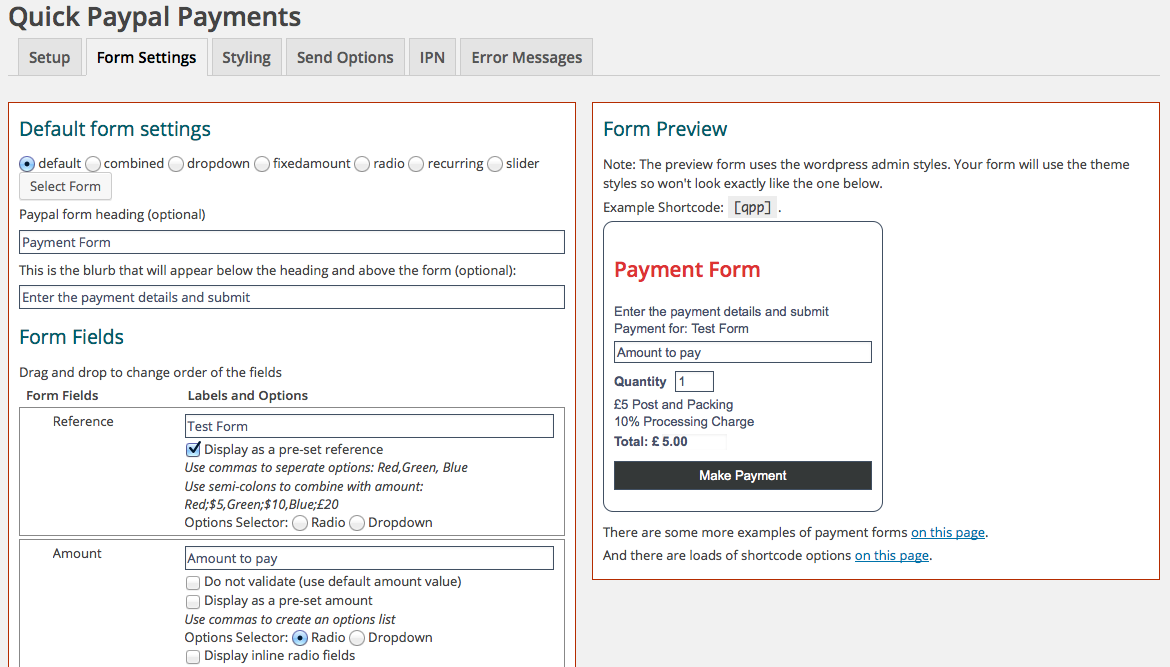 Quick Paypal Payments
Setup
Form Settings
Styling
Send Options
IPN
Error Messages
Default form settings
default combined dropdown fixedamount radio recurring slider
Select Form
Paypal form heading (optional)
Payment Form
This is the blurb that will appear below the heading and above the form (optional):
Enter the payment details and submit
Form Fields
Drag and drop to change order of the fields
Form Fields Labels and Options
Reference
Test Form
Display as a pre-set reference
Use commas to seperate options: Red,Green, Blue
Use semi-colons to combine with amount:
Red;$5,Green;$10,Blue;£20
Options Selector: Radio Dropdown
Amount
Amount to pay
Do not validate (use default amount value)
Display as a pre-set amount
Use commas to create an options list
Options Selector: Radio Dropdown
Display inline radio fields
Form Preview
Note: The preview form uses the wordpress admin styles. Your form will use the theme
styles so won't look exactly like the one below.
Example Shortcode: [qpp] .
Payment Form
Enter the payment details and submit
Payment for: Test Form
Amount to pay
Quantity 1
£5 Post and Packing
10% Processing Charge
Total: £ 5.00
Make Payment
There are some more examples of payment forms on this page.
And there are loads of shortcode options on this page.